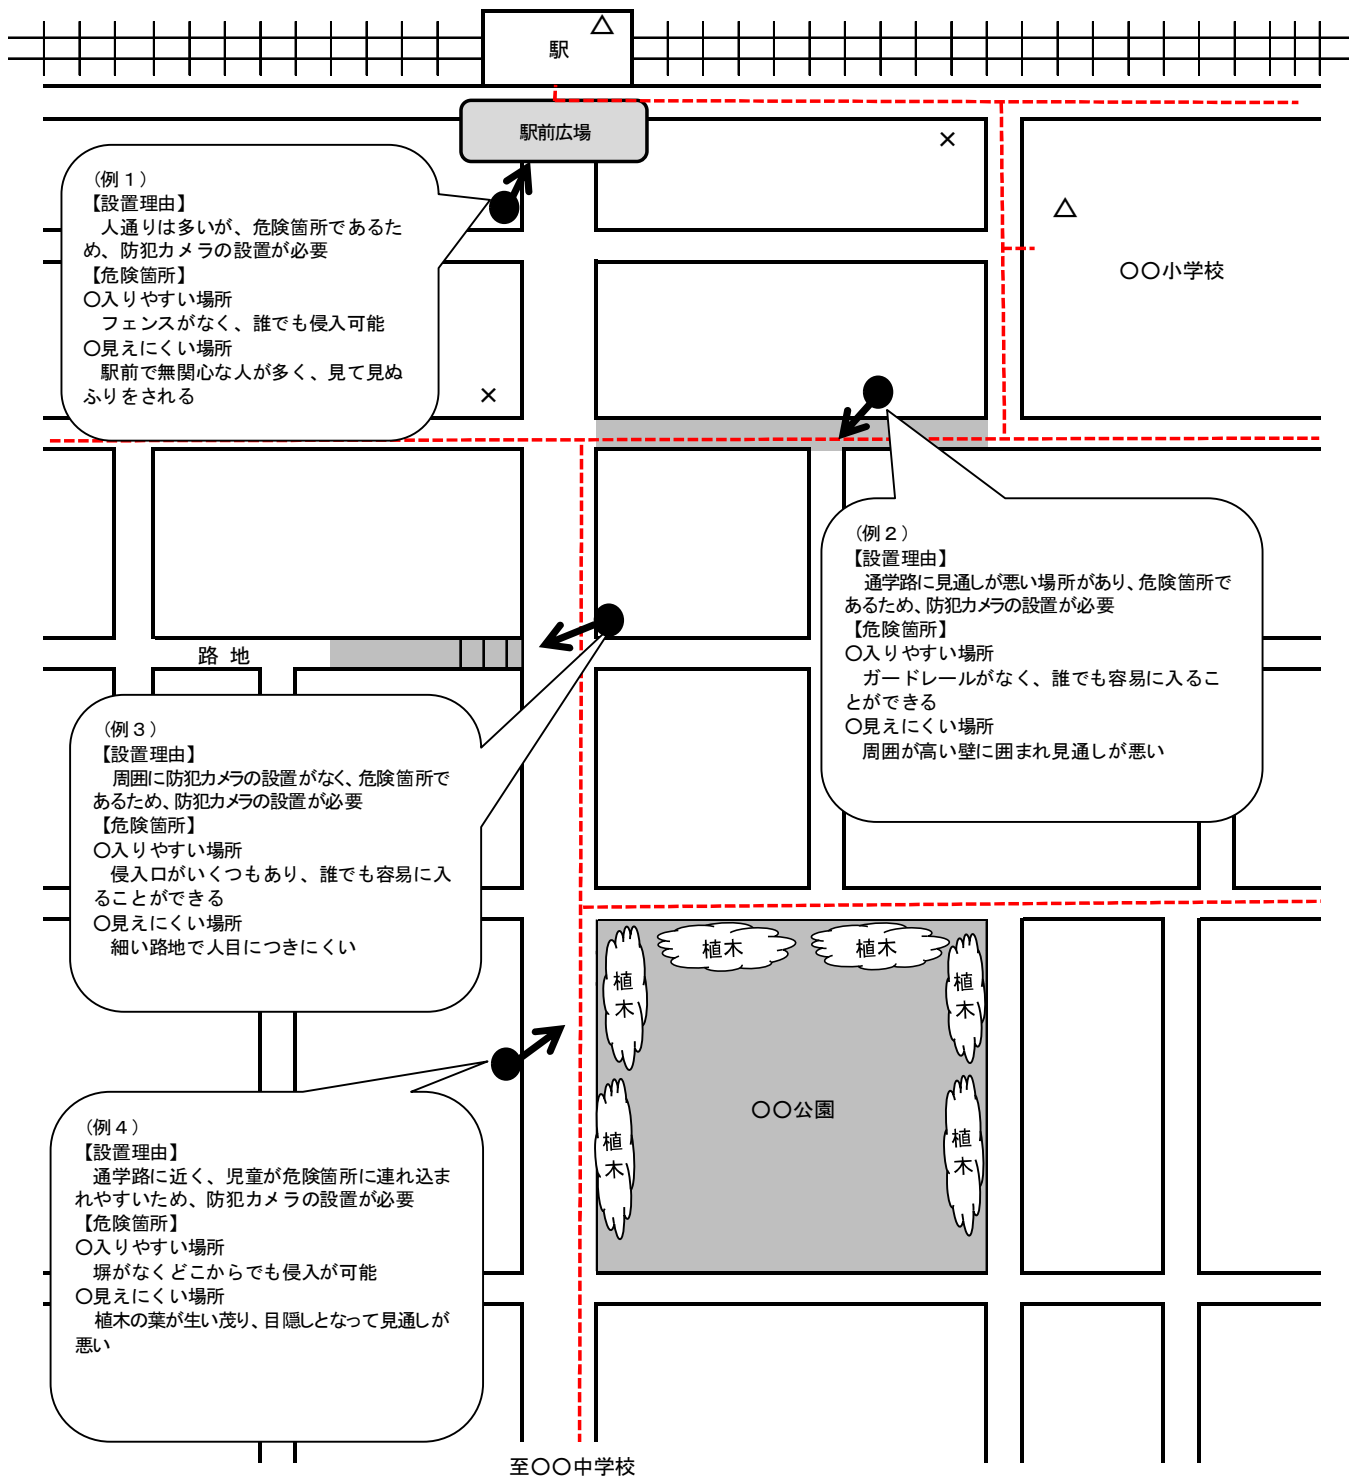 駅
△
駅前広場
×
（例１）
【設置理由】
人通りは多いが、危険箇所であるた
め、防犯カメラの設置が必要
【危険箇所】
○入りやすい場所
フェンスがなく、誰でも侵入可能
○見えにくい場所
駅前で無関心な人が多く、見て見ぬ
ふりをされる
△
○○小学校
×
（例２）
【設置理由】
通学路に見通しが悪い場所があり、危険箇所で
あるため、防犯カメラの設置が必要
【危険箇所】
○入りやすい場所
ガードレールがなく、誰でも容易に入るこ
とができる
○見えにくい場所
周囲が高い壁に囲まれ見通しが悪い
路 地
（例３）
【設置理由】
周囲に防犯カメラの設置がなく、危険箇所で
あるため、防犯カメラの設置が必要
【危険箇所】
○入りやすい場所
侵入口がいくつもあり、誰でも容易に入
ることができる
○見えにくい場所
細い路地で人目につきにくい
植木
植木
植木
植木
○○公園
植木
植木
（例４）
【設置理由】
通学路に近く、児童が危険箇所に連れ込ま
れやすいため、防犯カメラの設置が必要
【危険箇所】
○入りやすい場所
塀がなくどこからでも侵入が可能
○見えにくい場所
植木の葉が生い茂り、目隠しとなって見通しが
悪い
至○○中学校